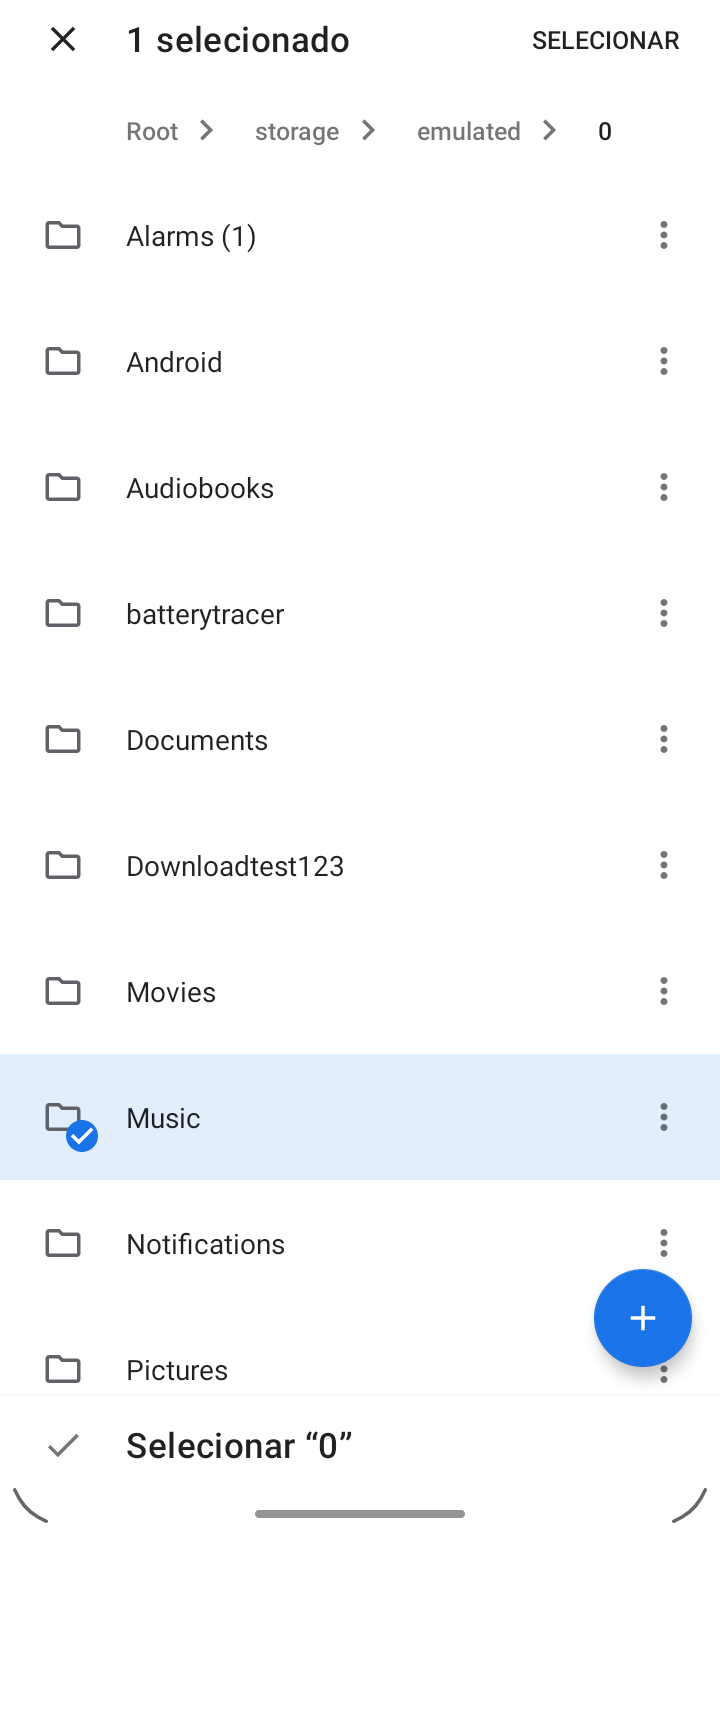 1 selecionado
SELECIONAR
Root storage emulated 0
Alarms (1)
Android
Audiobooks
batterytracer
Documents
Downloadtest123
Movies
Music
Notifications
Pictures
Selecionar “0”